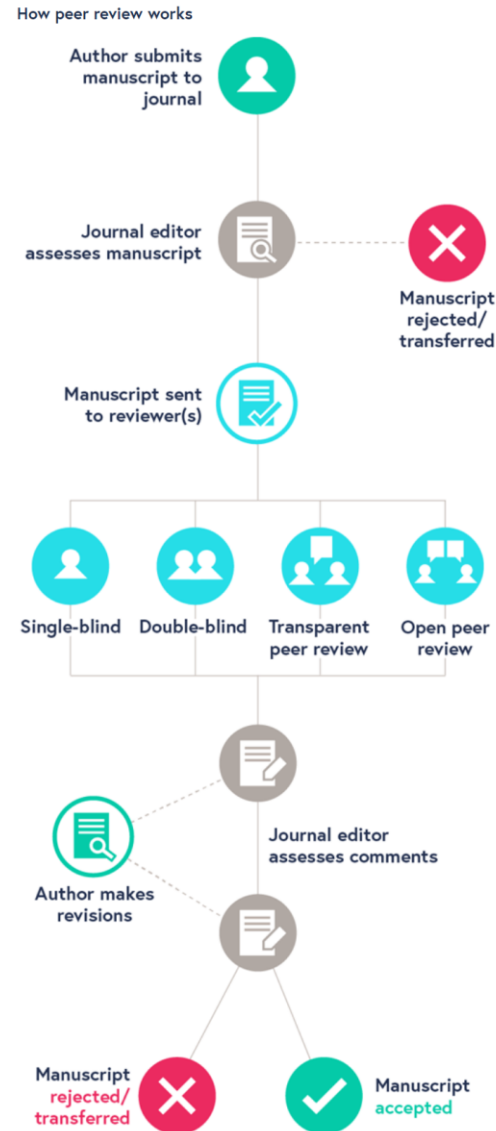 How peer review works
Author submits
manuscript to
journal
Journal editor
assesses manuscript
Manuscript
rejected/
transferred
Manuscript sent
to reviewer(s)
Single-blind
Double-blind
Transparent
peer review
Open peer
review
Journal editor
assesses comments
Author makes
revisions
Manuscript
rejected/
transferred
Manuscript
accepted